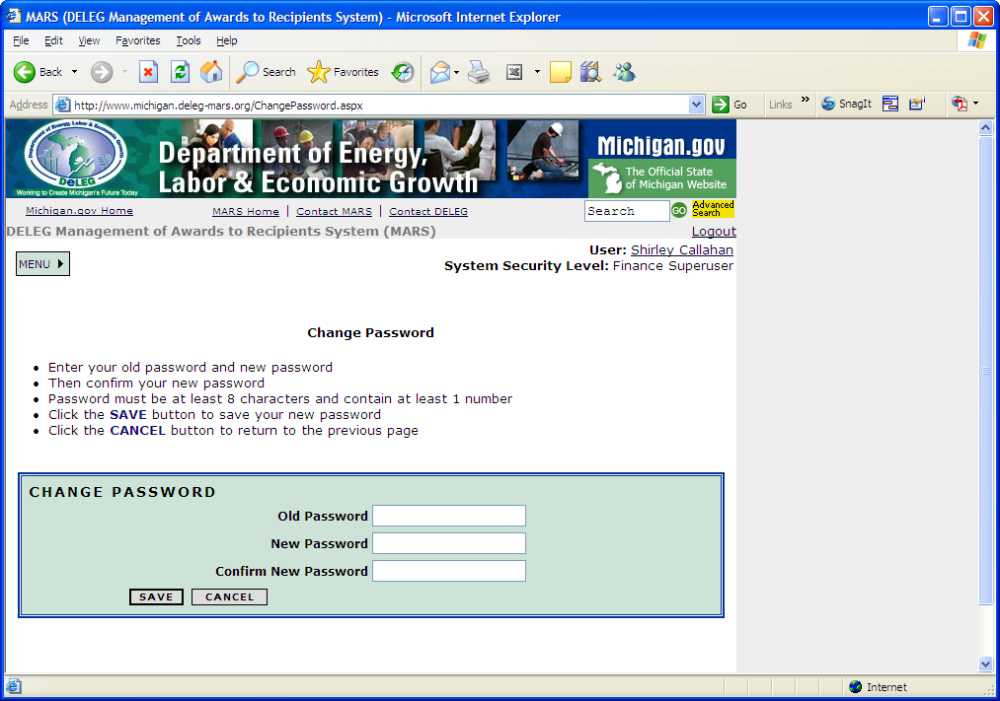 MARS (DELEG Management of Awards to Recipients System) - Microsoft Internet Explorer
File Edit View Favorites Tools Help
Back Search Favorites
Address http://www.michigan.deleg-mars.org/ChangePassword.aspx Go Links » SnagIt
Department of Energy, Labor & Economic Growth
DELEG
Working to Create Michigan's Future Today
Department of Energy,
Labor & Economic Growth
Michigan.gov
The Official State
of Michigan Website
Michigan.gov Home MARS Home | Contact MARS | Contact DELEG Search GO Advanced Search
DELEG Management of Awards to Recipients System (MARS) Logout
User: Shirley Callahan
MENU
System Security Level: Finance Superuser
Change Password
• Enter your old password and new password
• Then confirm your new password
• Password must be at least 8 characters and contain at least 1 number
• Click the SAVE button to save your new password
• Click the CANCEL button to return to the previous page
CHANGE PASSWORD
Old Password
New Password
Confirm New Password
SAVE CANCEL
Internet